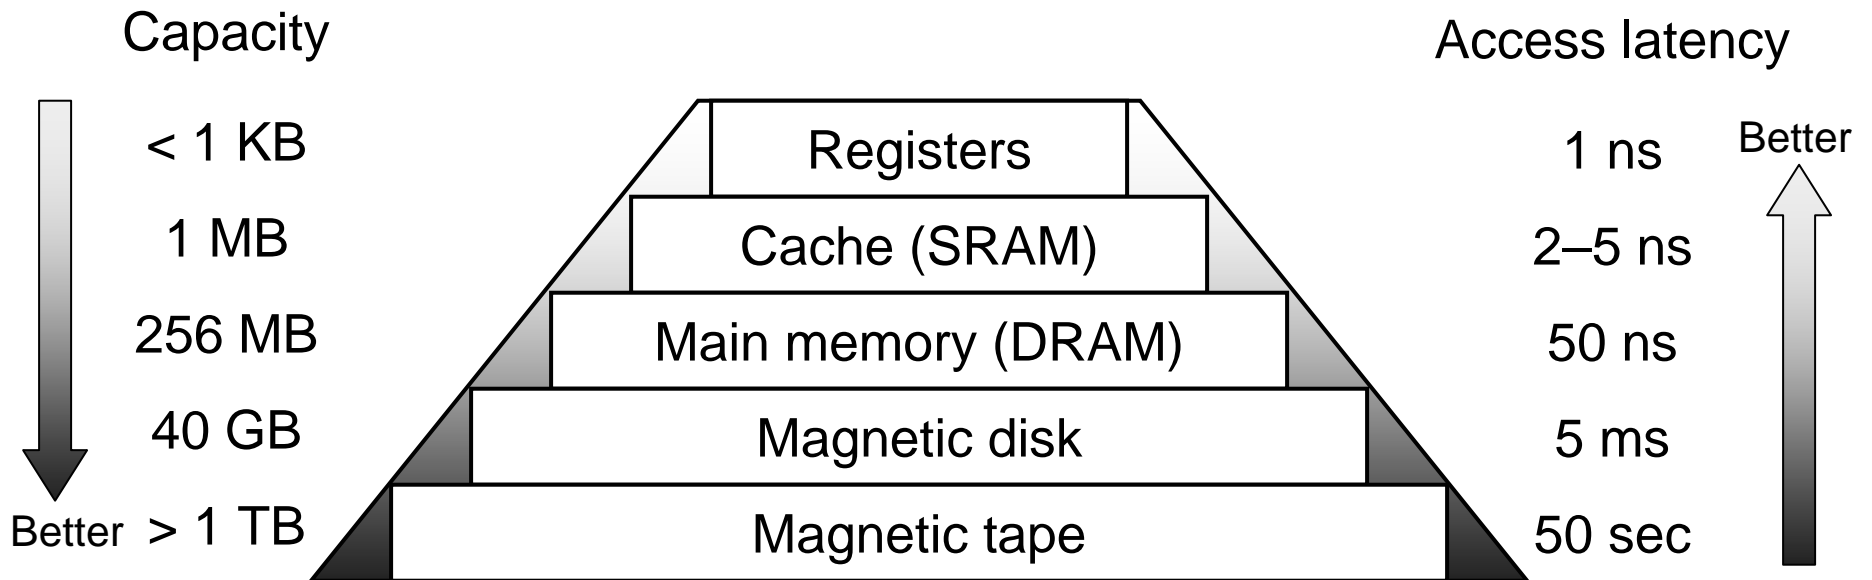 Capacity
Access latency
< 1 KB
Registers
1 ns
Better
1 MB
Cache (SRAM)
2–5 ns
256 MB
Main memory (DRAM)
50 ns
40 GB
Magnetic disk
5 ms
Better
> 1 TB
Magnetic tape
50 sec